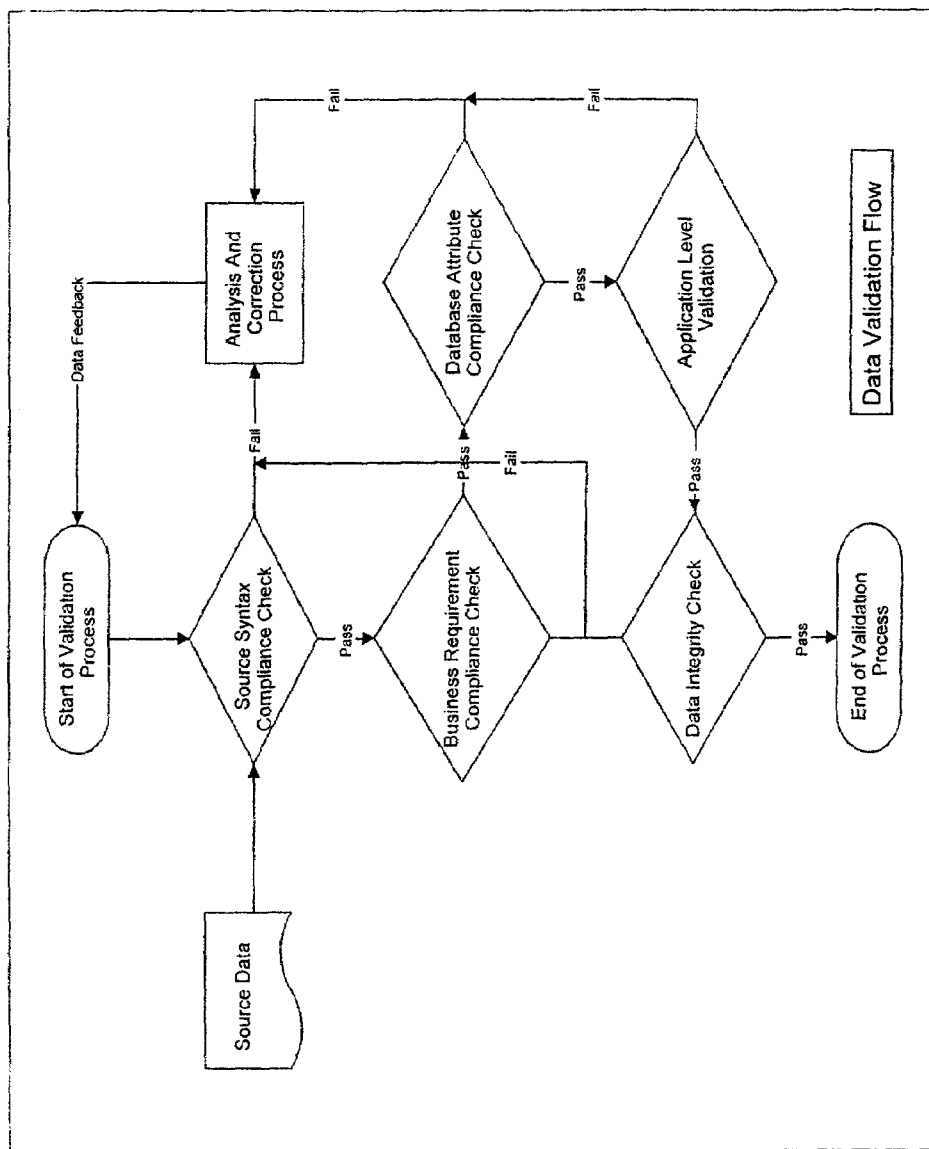 Start of Validation
Process
Data Feedback
Source Data
Source Syntax
Compliance Check
Fail
Analysis And
Correction
Process
Pass
Fail
Business Requirement
Compliance Check
Pass
Database Attribute
Compliance Check
Fail
Pass
Fail
Data Integrity Check
Pass
Application Level
Validation
Pass
End of Validation
Process
Data Validation Flow